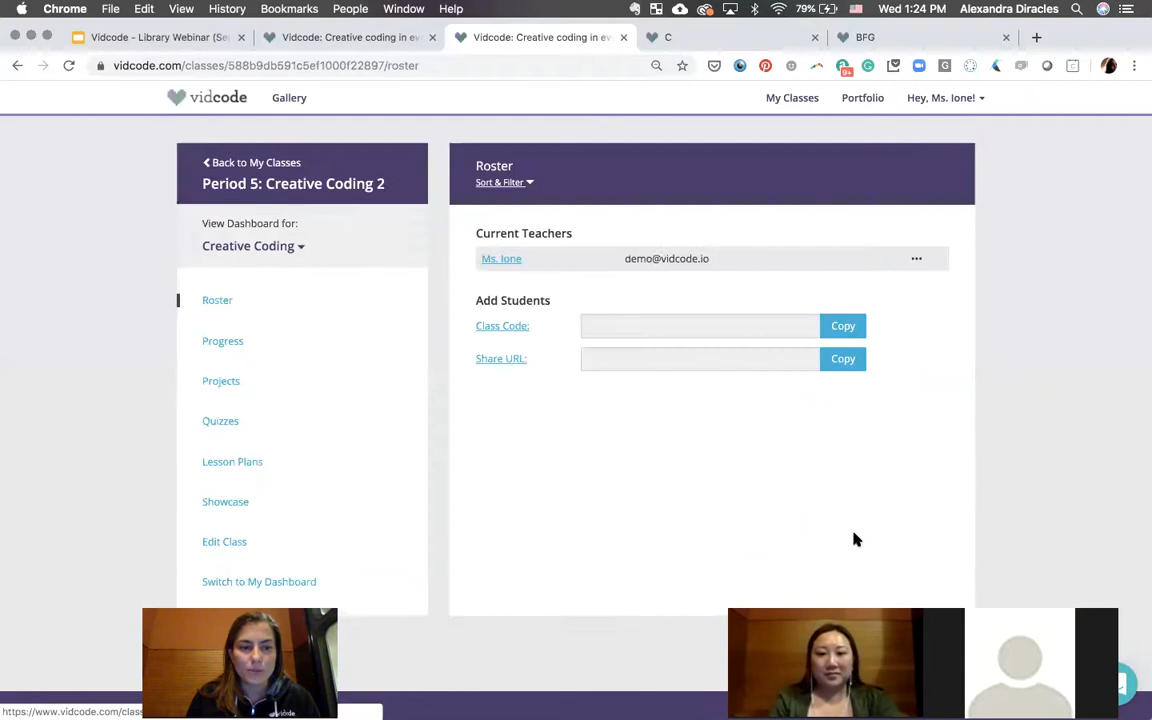 Chrome File Edit View History Bookmarks People Window Help 79% Wed 1:24 PM Alexandra Diracles
Vidcode - Library Webinar (Se Vidcode: Creative coding in ev Vidcode: Creative coding in ev C BFG
vidcode.com/classes/588b9db591c5ef1000f22897/roster 9+
vidcode Gallery My Classes Portfolio Hey, Ms. Ione!
Back to My Classes
Period 5: Creative Coding 2
View Dashboard for:
Creative Coding
Roster
Progress
Projects
Quizzes
Lesson Plans
Showcase
Edit Class
Switch to My Dashboard
Roster
Sort & Filter
Current Teachers
Ms. Ione demo@vidcode.io
Add Students
Class Code: Copy
Share URL: Copy
https://www.vidcode.com/class